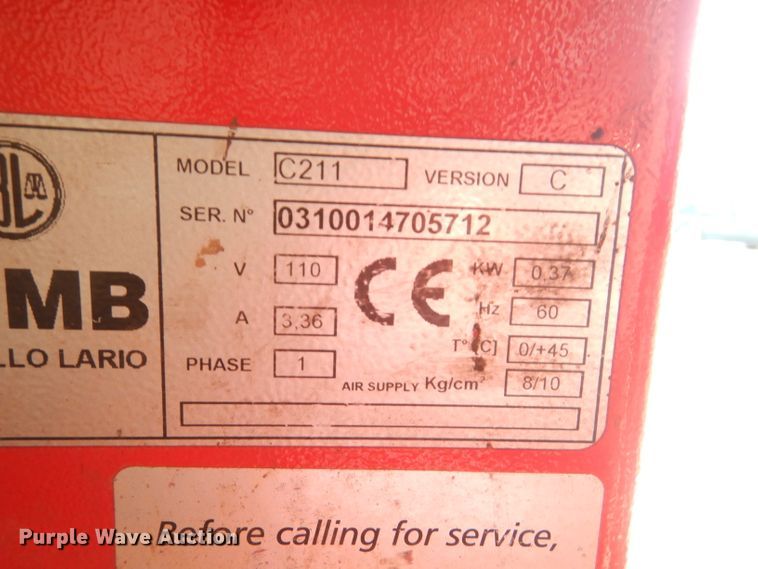 BL
MODEL C211 VERSION C
SER. N° 0310014705712
V 110 CE KW 0.37
MB
A 3,36 Hz 60
LLO LARIO
T° [C] 0/+45
PHASE 1
AIR SUPPLY Kg/cm² 8/10
Before calling for service,
Purple Wave Auction